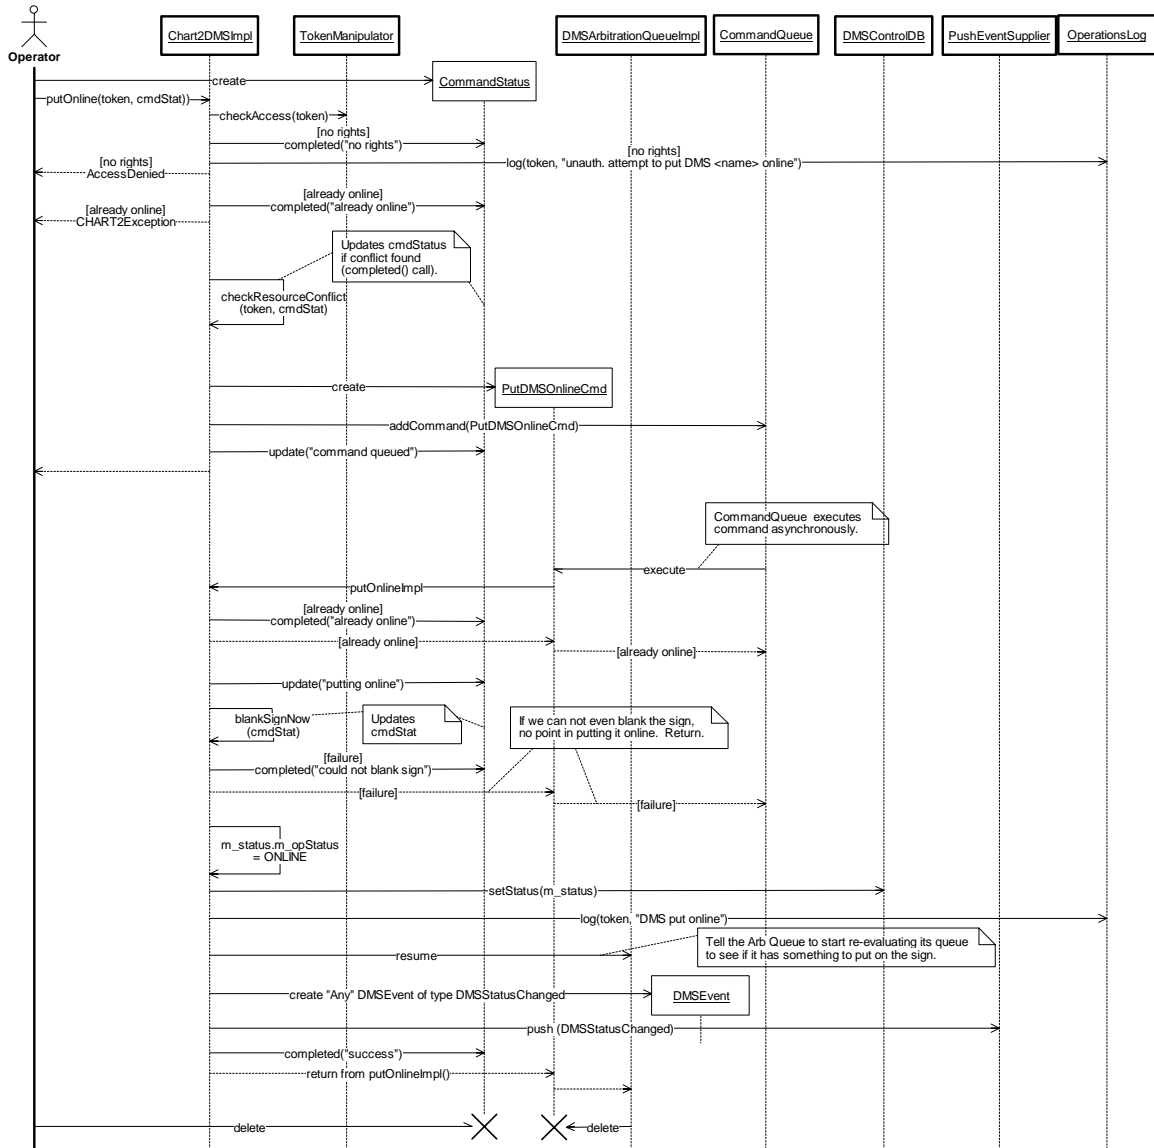 Operator
Chart2DMSImpl
TokenManipulator
DMSArbitrationQueueImpl
CommandQueue
DMSControlDB
PushEventSupplier
OperationsLog
create
CommandStatus
putOnline(token, cmdStat))
checkAccess(token)
[no rights]
completed("no rights")
[no rights]
log(token, "unauth. attempt to put DMS <name> online")
[no rights]
AccessDenied
[already online]
completed("already online")
[already online]
CHART2Exception
Updates cmdStatus
if conflict found
(completed() call).
checkResourceConflict
(token, cmdStat)
create
PutDMSOnlineCmd
addCommand(PutDMSOnlineCmd)
update("command queued")
CommandQueue executes
command asynchronously.
execute
putOnlineImpl
[already online]
completed("already online")
[already online]
[already online]
update("putting online")
blankSignNow
(cmdStat)
Updates
cmdStat
If we can not even blank the sign,
no point in putting it online. Return.
[failure]
completed("could not blank sign")
[failure]
[failure]
m_status.m_opStatus
= ONLINE
setStatus(m_status)
log(token, "DMS put online")
Tell the Arb Queue to start re-evaluating its queue
to see if it has something to put on the sign.
resume
create "Any" DMSEvent of type DMSStatusChanged
DMSEvent
push (DMSStatusChanged)
completed("success")
return from putOnlineImpl()
delete
delete